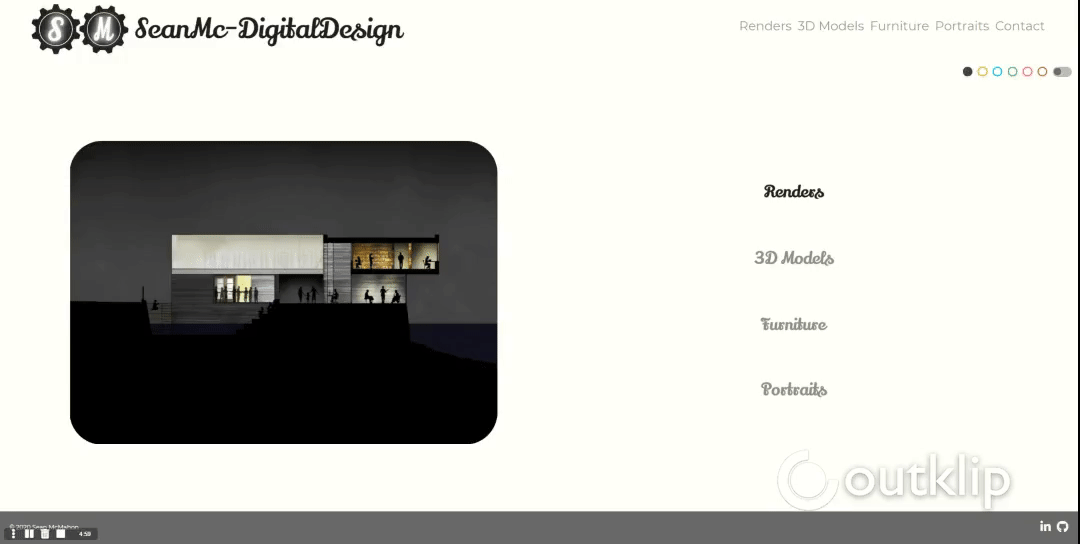 S M SeanMc-DigitalDesign
Renders 3D Models Furniture Portraits Contact
Renders
3D Models
Furniture
Portraits
outklip
© 2020 Sean McMahon
in
4:59